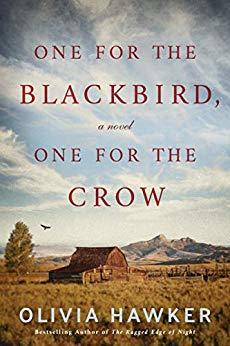 ONE FOR THE
BLACKBIRD,
a novel
ONE FOR THE
CROW
OLIVIA HAWKER
Bestselling Author of The Ragged Edge of Night